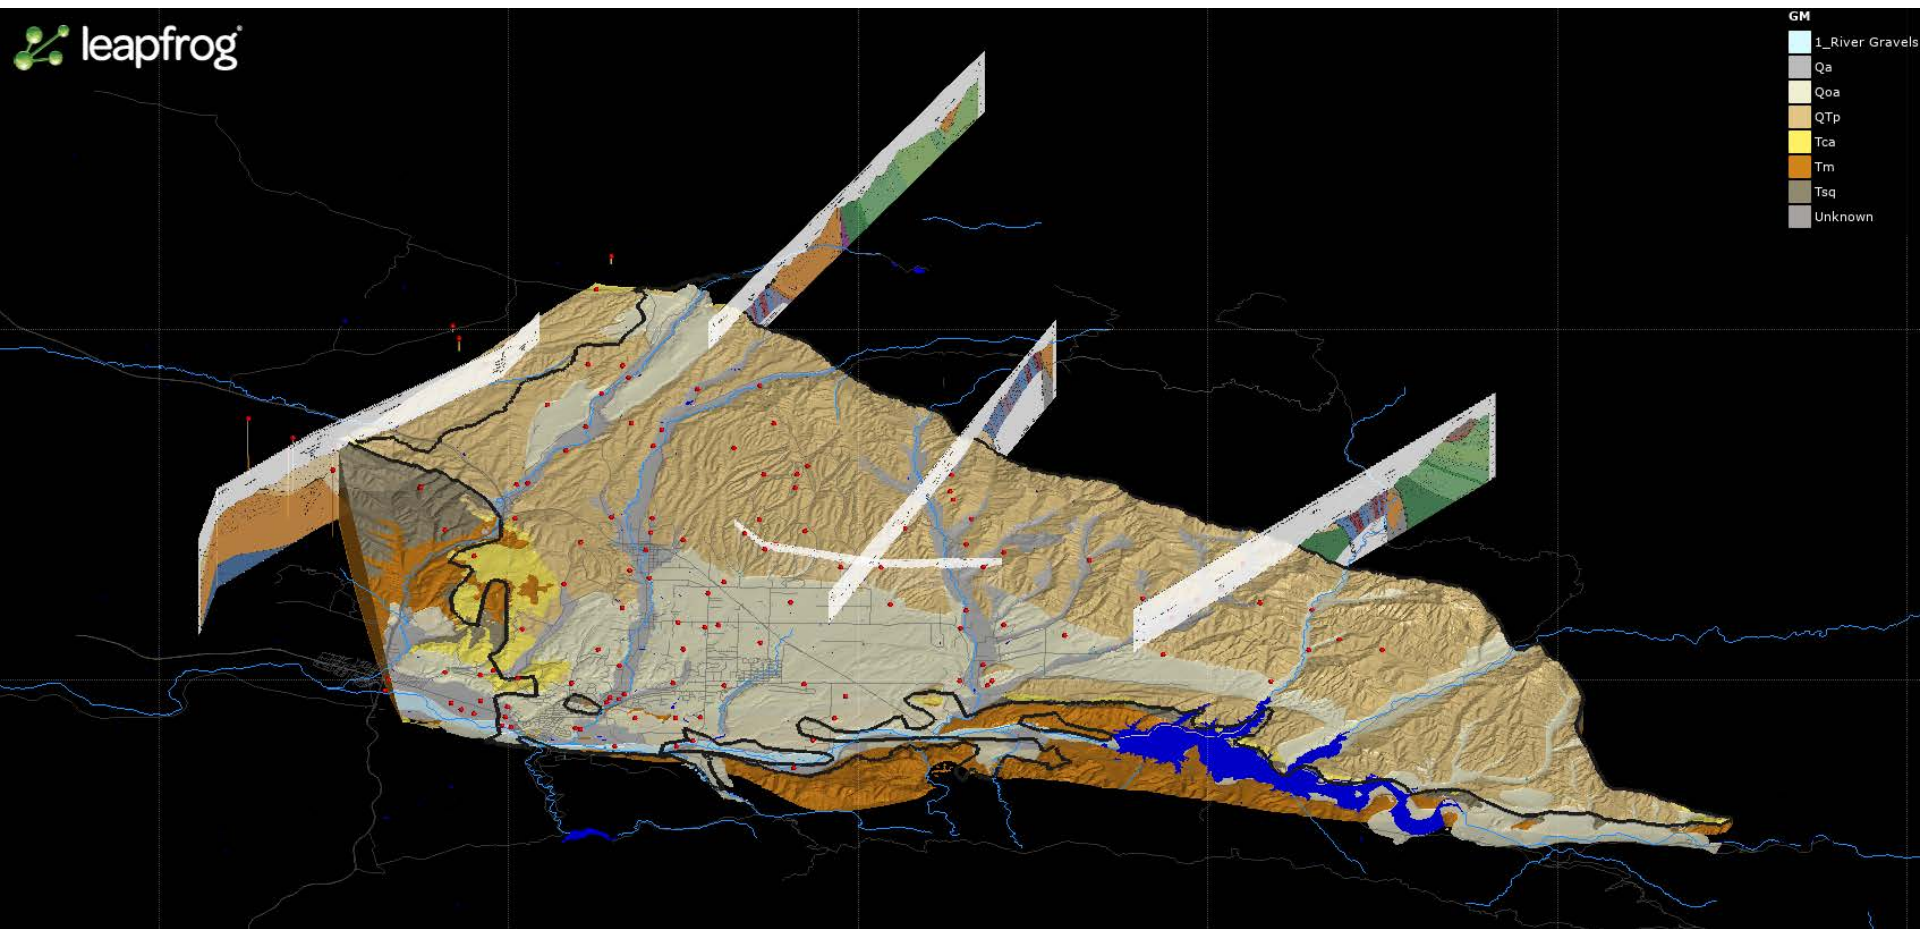 leapfrog®
GM
1_River Gravels
Qa
Qoa
QTp
Tca
Tm
Tsq
Unknown